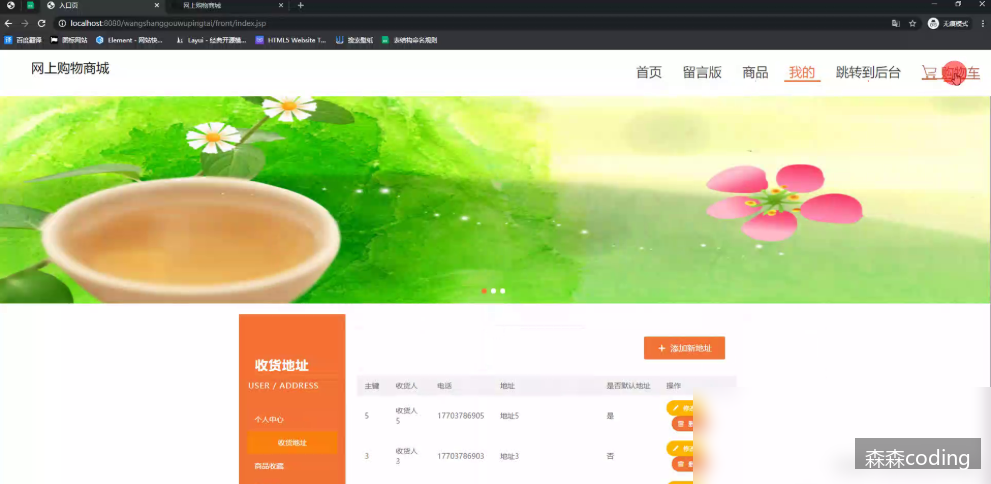 入口页
网上购物商城
localhost:8080/wangshanggouwupingtai/front/index.jsp
无痕模式
百度翻译 图标网站 Element - 网站快... Layui - 经典开源模... HTML5 Website T... 搜索壁纸 表结构命名规则
网上购物商城
首页 留言版 商品 我的 跳转到后台 购物车
添加新地址
收货地址
USER / ADDRESS
个人中心
收货地址
商品收藏
主键 收货人 电话 地址 是否默认地址 操作
5 收货人5 17703786905 地址5 是
3 收货人3 17703786903 地址3 否
森森coding